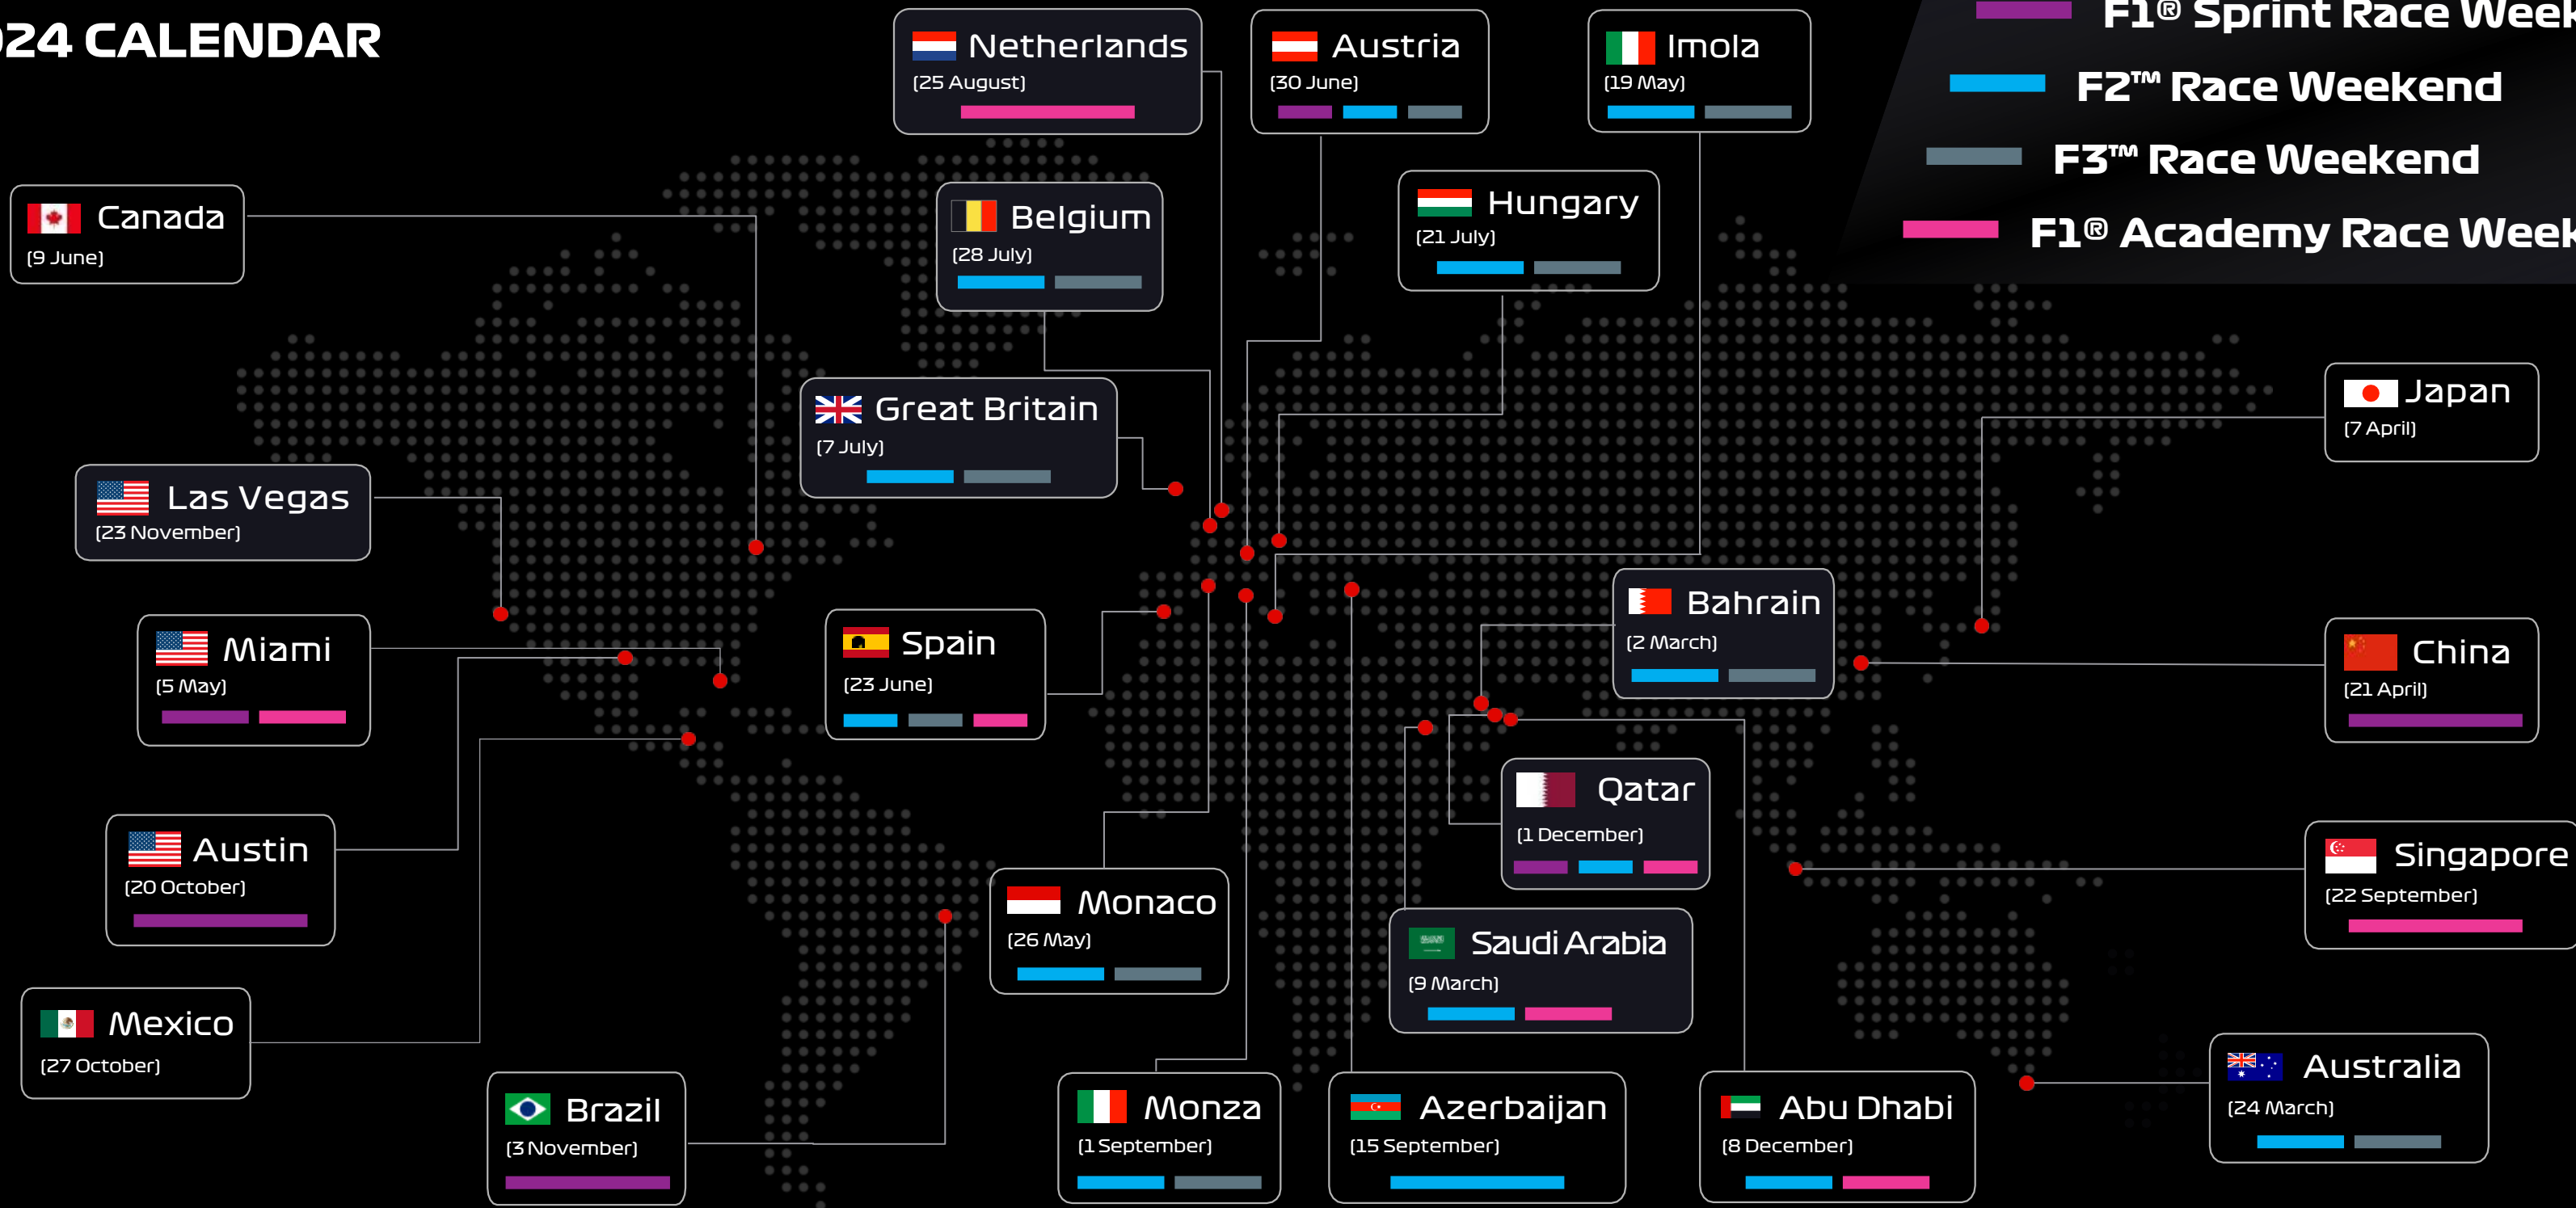 024 CALENDAR
F1® Sprint Race Week
F2™ Race Weekend
F3™ Race Weekend
F1® Academy Race Week
Netherlands
(25 August)
Austria
(30 June)
Imola
(19 May)
Canada
(9 June)
Belgium
(28 July)
Hungary
(21 July)
Great Britain
(7 July)
Japan
(7 April)
Las Vegas
(23 November)
Miami
(5 May)
Spain
(23 June)
Bahrain
(2 March)
China
(21 April)
Austin
(20 October)
Monaco
(26 May)
Qatar
(1 December)
Singapore
(22 September)
Saudi Arabia
(9 March)
Mexico
(27 October)
Brazil
(3 November)
Monza
(1 September)
Azerbaijan
(15 September)
Abu Dhabi
(8 December)
Australia
(24 March)